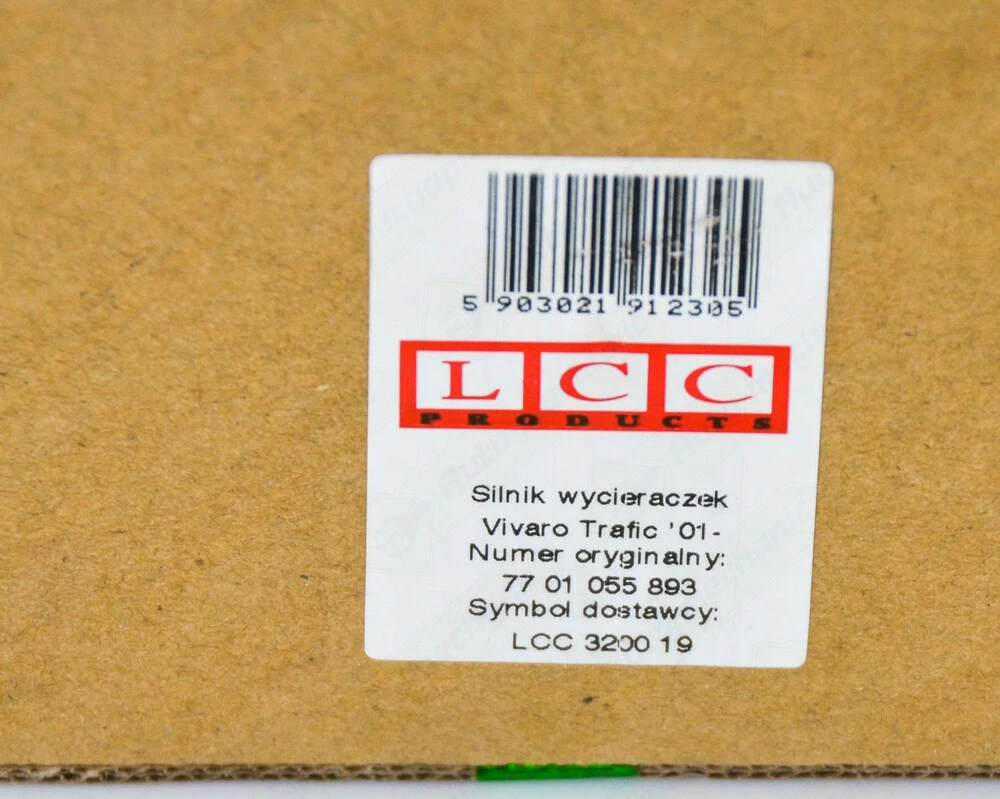 5 903021 912305
LCC
PRODUCTS
Silnik wycieraczek
Vivaro Trafic '01-
Numer oryginalny:
77 01 055 893
Symbol dostawcy:
LCC 3200 19